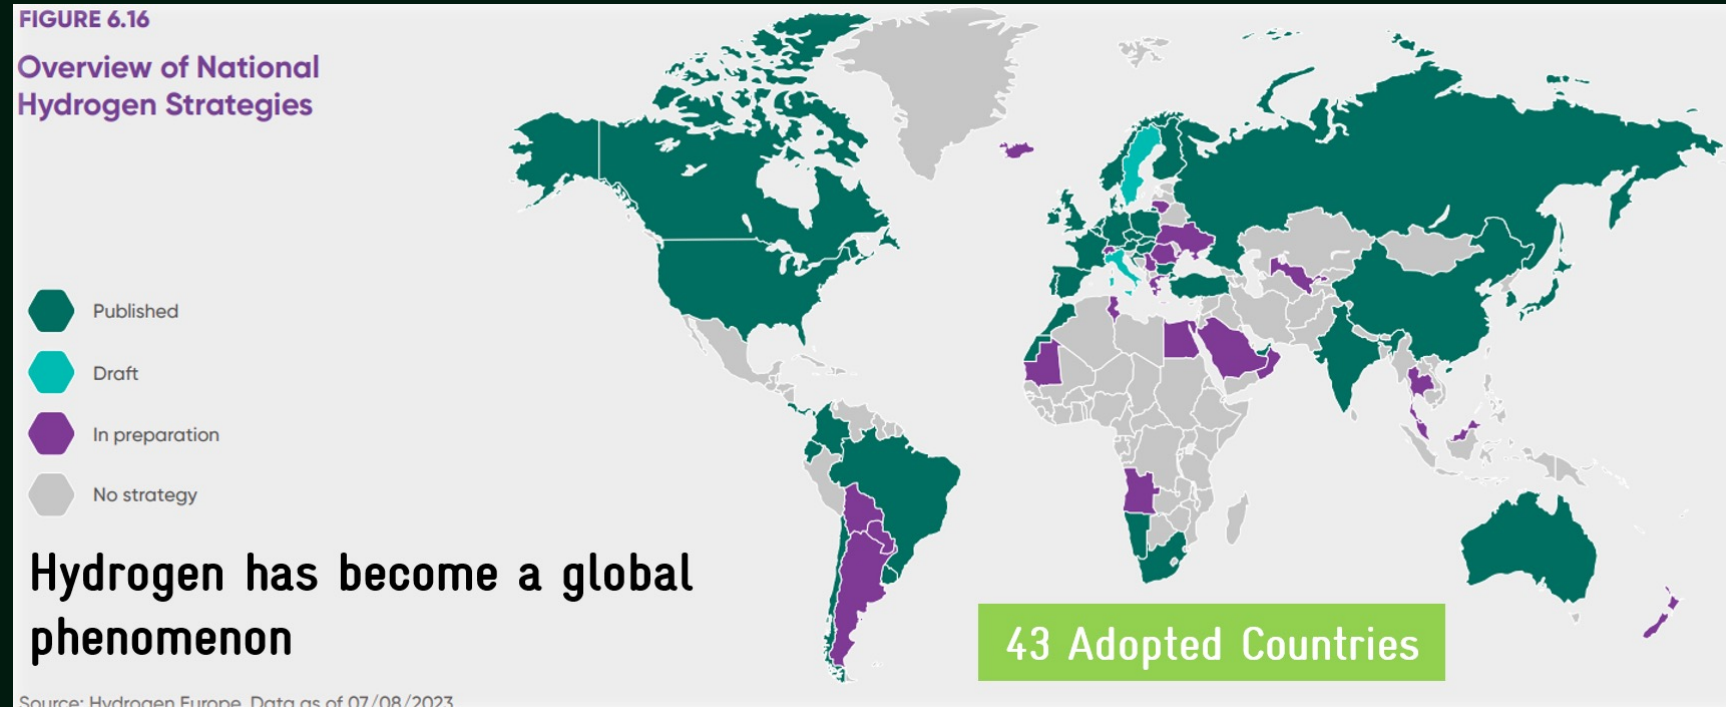 FIGURE 6.16
Overview of National
Hydrogen Strategies
Published
Draft
In preparation
No strategy
Hydrogen has become a global
phenomenon
43 Adopted Countries
Source: Hydrogen Europe. Data as of 07/08/2023